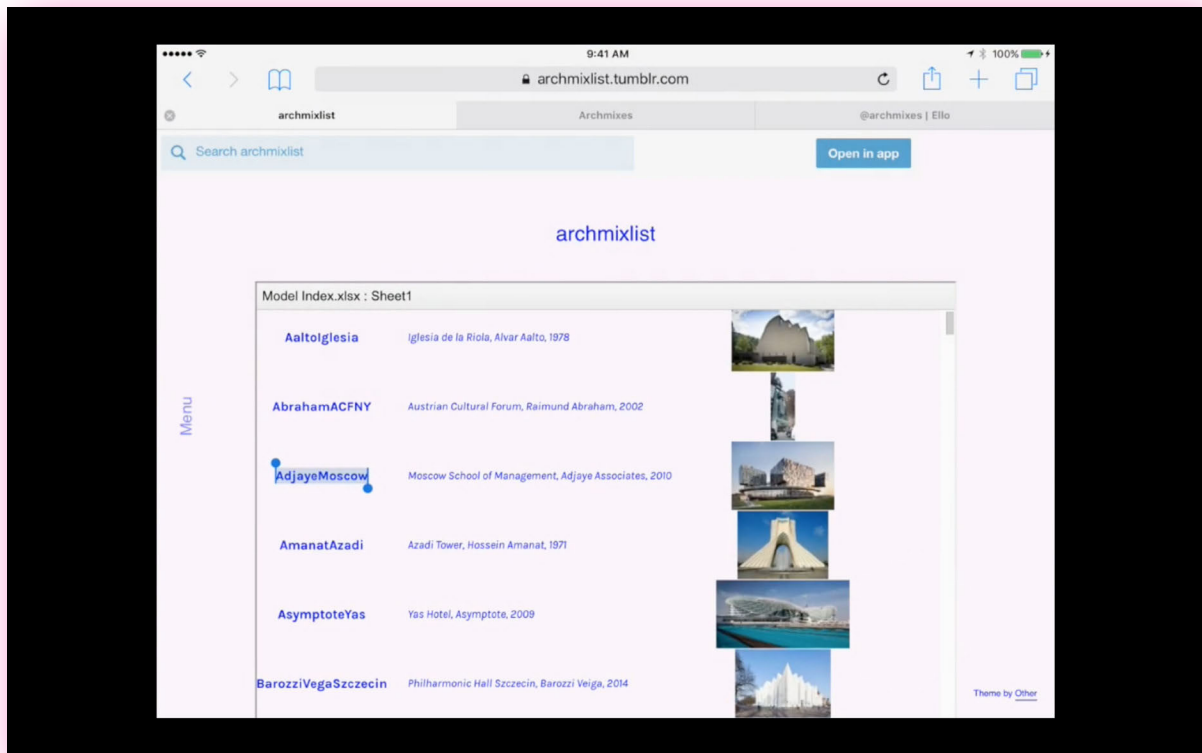 9:41 AM
100%
archmixlist.tumblr.com
archmixlist
Archmixes
@archmixes | Ello
Search archmixlist
Open in app
archmixlist
Model Index.xlsx : Sheet1
AaltoIglesia Iglesia de la Riola, Alvar Aalto, 1978
AbrahamACFNY Austrian Cultural Forum, Raimund Abraham, 2002
Menu
AdjayeMoscow Moscow School of Management, Adjaye Associates, 2010
AmanatAzadi Azadi Tower, Hossein Amanat, 1971
AsymptoteYas Yas Hotel, Asymptote, 2009
BarozziVegaSzczecin Philharmonic Hall Szczecin, Barozzi Veiga, 2014
Theme by Other